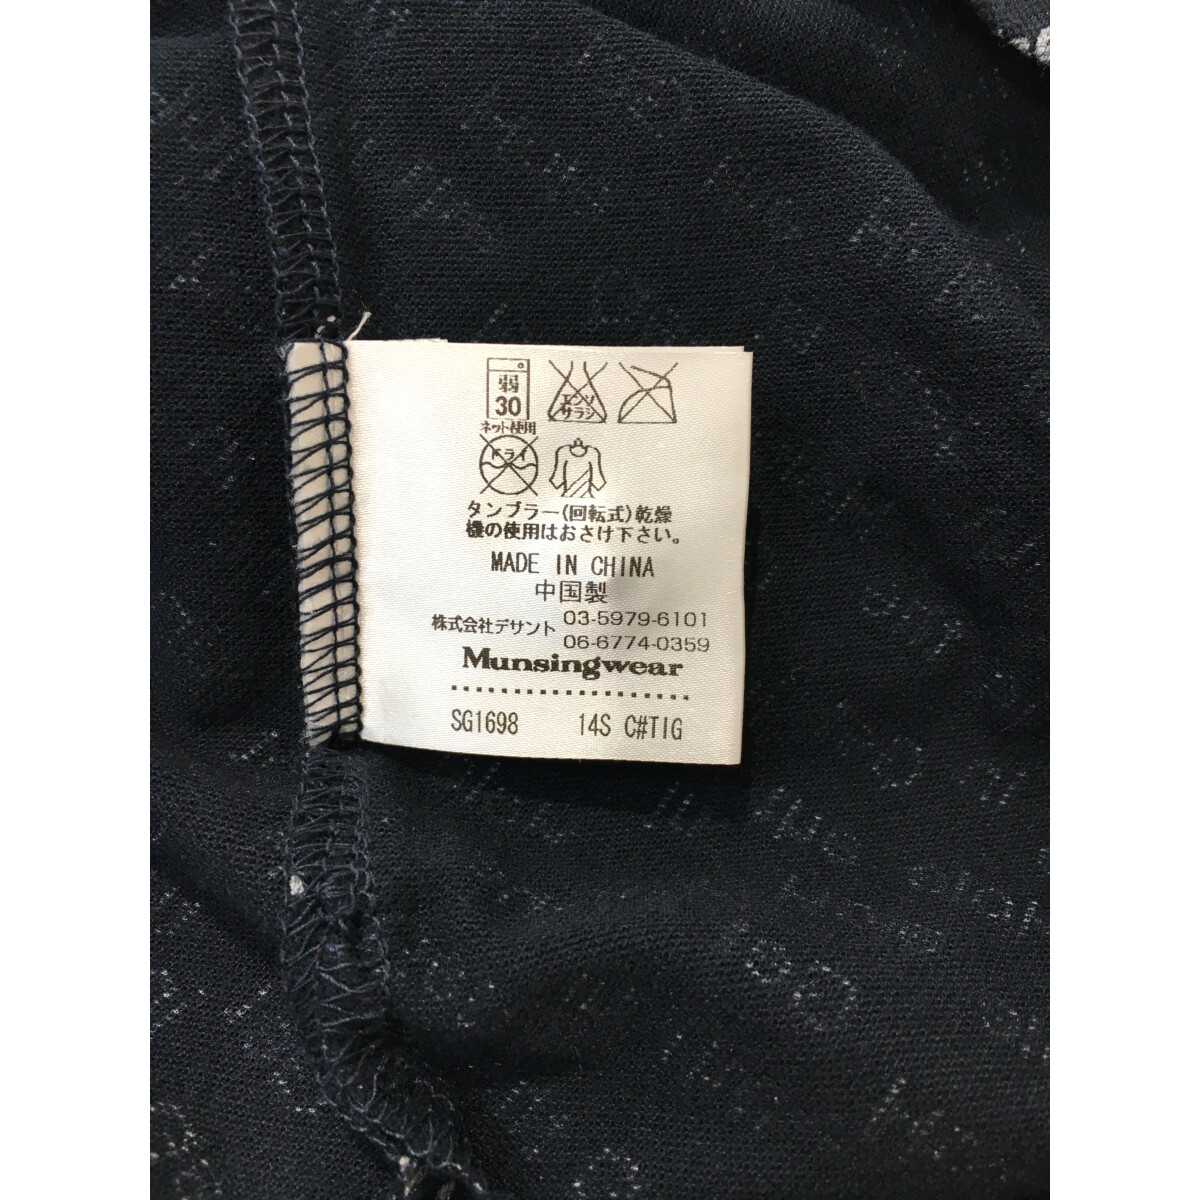 弱
30
ネット使用
エンソ
サラシ
ドライ
タンブラー(回転式)乾燥
機の使用はおさけ下さい。
MADE IN CHINA
中国製
株式会社デサント 03-5979-6101
06-6774-0359
Munsingwear
SG1698 14S C#TIG